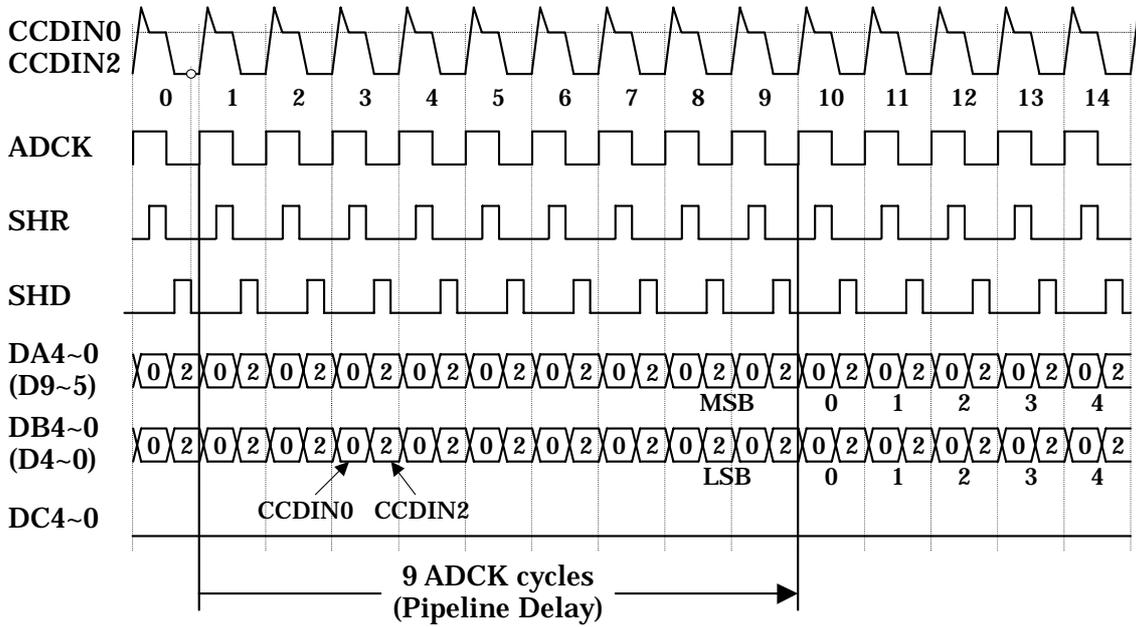 CCDIN0
CCDIN2
0 1 2 3 4 5 6 7 8 9 10 11 12 13 14
ADCK
SHR
SHD
DA4~0
(D9~5)
0 2 0 2 0 2 0 2 0 2 0 2 0 2 0 2 0 2 0 2 0 2 0 2 0 2 0 2 0 2
MSB 0 1 2 3 4
DB4~0
(D4~0)
0 2 0 2 0 2 0 2 0 2 0 2 0 2 0 2 0 2 0 2 0 2 0 2 0 2 0 2 0 2
LSB 0 1 2 3 4
CCDIN0 CCDIN2
DC4~0
9 ADCK cycles
(Pipeline Delay)